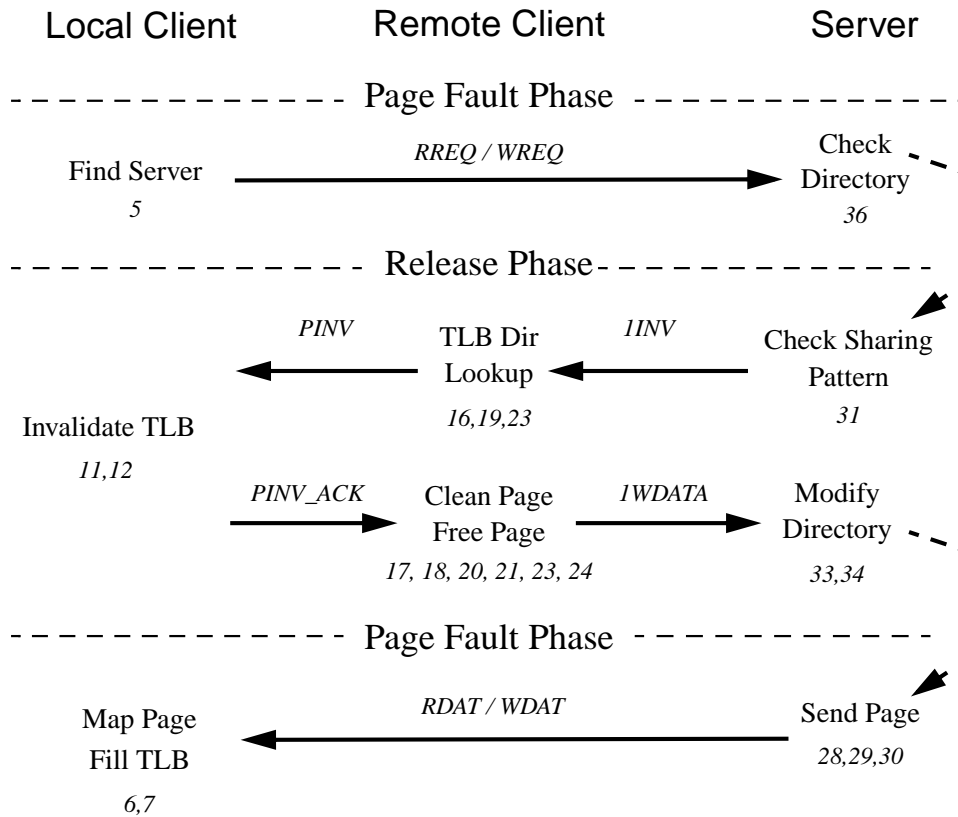 Local Client
Remote Client
Server
Page Fault Phase
RREQ / WREQ
Find Server
5
Check
Directory
36
Release Phase
PINV
TLB Dir
Lookup
16,19,23
1INV
Check Sharing
Pattern
31
Invalidate TLB
11,12
PINV_ACK
Clean Page
Free Page
17, 18, 20, 21, 23, 24
1WDATA
Modify
Directory
33,34
Page Fault Phase
RDAT / WDAT
Map Page
Fill TLB
6,7
Send Page
28,29,30